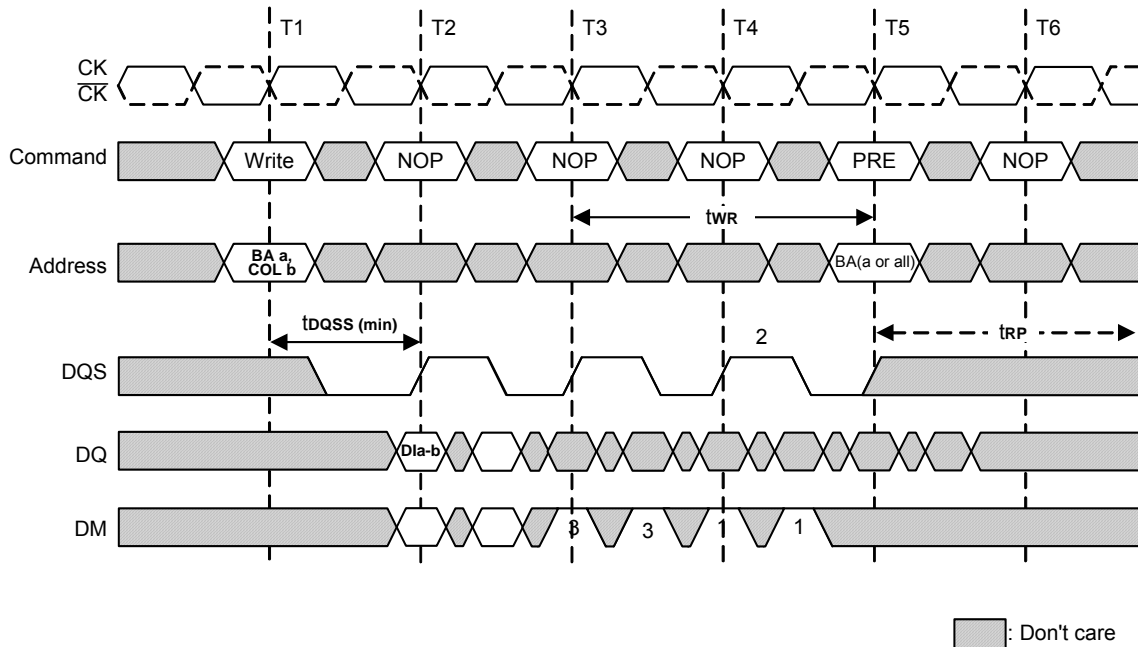 T1 T2 T3 T4 T5 T6
CK
CK
Command Write NOP NOP NOP PRE NOP
tWR
Address BA a, COL b BA(a or all)
tDQSS (min) tRP
2
DQS
DQ DIa-b
DM 3 3 1 1
: Don't care